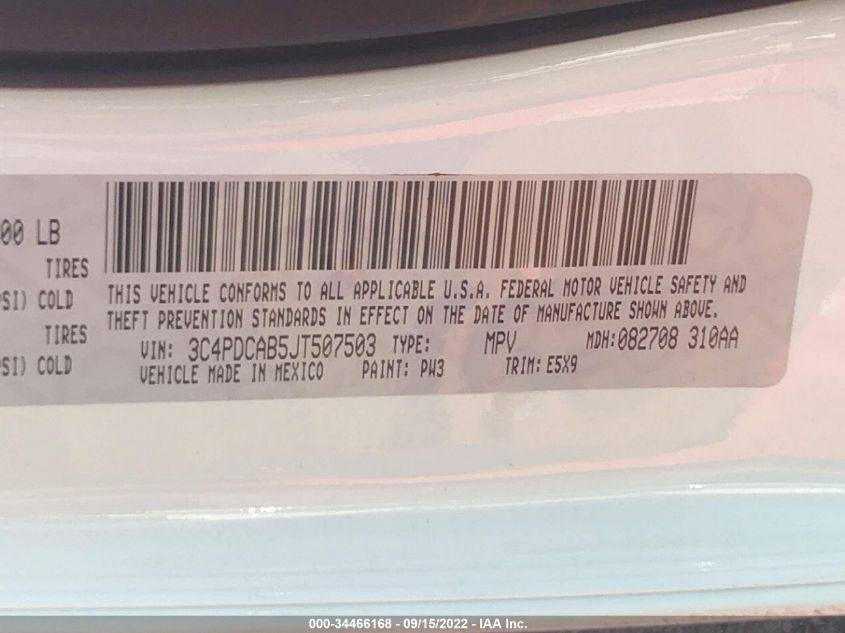 00 LB
TIRES
PSI) COLD
TIRES
PSI) COLD
THIS VEHICLE CONFORMS TO ALL APPLICABLE U.S.A. FEDERAL MOTOR VEHICLE SAFETY AND
THEFT PREVENTION STANDARDS IN EFFECT ON THE DATE OF MANUFACTURE SHOWN ABOVE.
VIN: 3C4PDCAB5JT507503 TYPE: MPV MDH:082708 310AA
VEHICLE MADE IN MEXICO PAINT: PW3 TRIM: E5X9
000-34466168 - 09/15/2022 - IAA Inc.